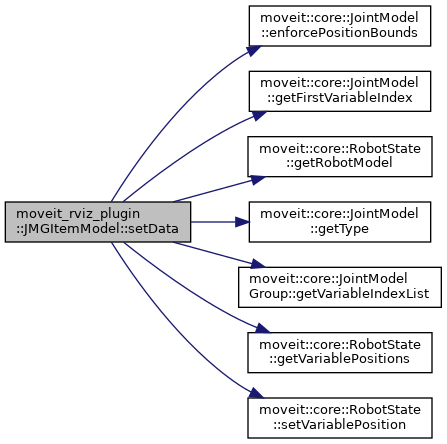 moveit::core::JointModel
::enforcePositionBounds
moveit::core::JointModel
::getFirstVariableIndex
moveit::core::RobotState
::getRobotModel
moveit_rviz_plugin
::JMGItemModel::setData
moveit::core::JointModel
::getType
moveit::core::JointModel
Group::getVariableIndexList
moveit::core::RobotState
::getVariablePositions
moveit::core::RobotState
::setVariablePosition